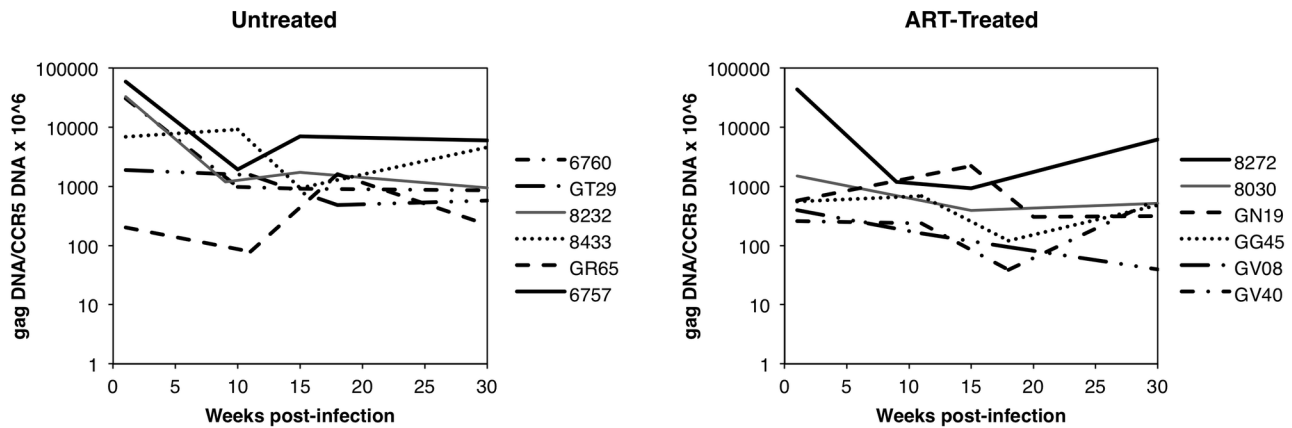 Untreated
gag DNA/CCR5 DNA x 10^6
100000
10000
1000
100
10
1
0 5 10 15 20 25 30
Weeks post-infection
6760
GT29
8232
8433
GR65
6757
ART-Treated
gag DNA/CCR5 DNA x 10^6
100000
10000
1000
100
10
1
0 5 10 15 20 25 30
Weeks post-infection
8272
8030
GN19
GG45
GV08
GV40